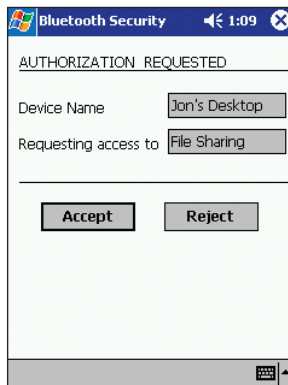 Bluetooth Security 1:09
AUTHORIZATION REQUESTED
Device Name Jon's Desktop
Requesting access to File Sharing
Accept Reject